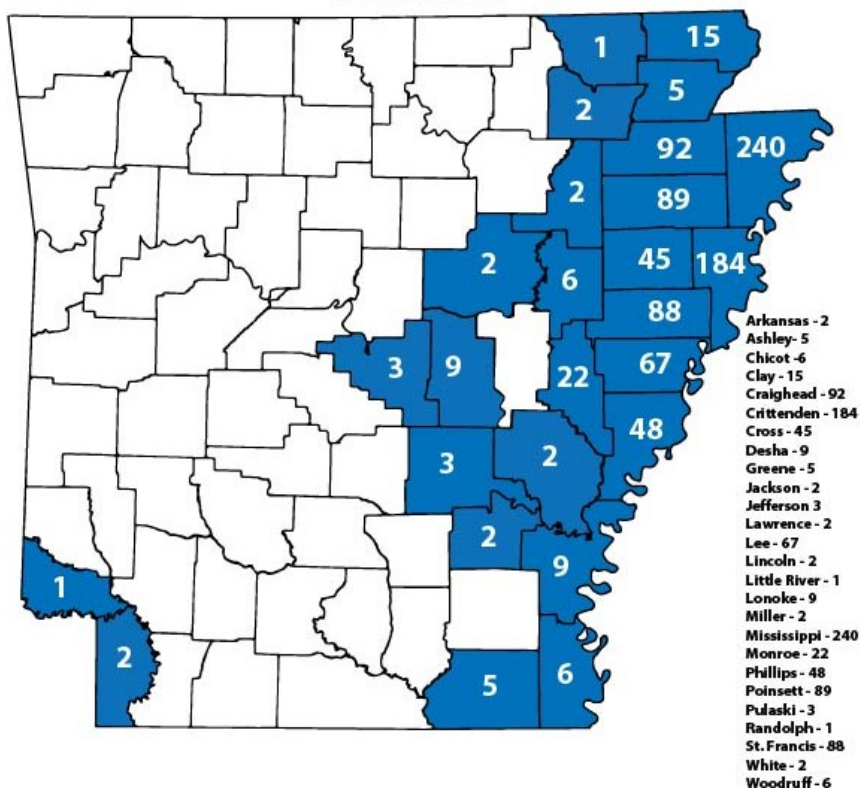 1
15
2
5
92
240
2
89
2
6
45
184
88
3
9
22
67
48
3
2
2
9
1
2
5
6
Arkansas - 2
Ashley- 5
Chicot -6
Clay - 15
Craighead - 92
Crittenden - 184
Cross - 45
Desha - 9
Greene - 5
Jackson - 2
Jefferson 3
Lawrence - 2
Lee - 67
Lincoln - 2
Little River - 1
Lonoke - 9
Miller - 2
Mississippi - 240
Monroe - 22
Phillips - 48
Poinsett - 89
Pulaski - 3
Randolph - 1
St. Francis - 88
White - 2
Woodruff - 6